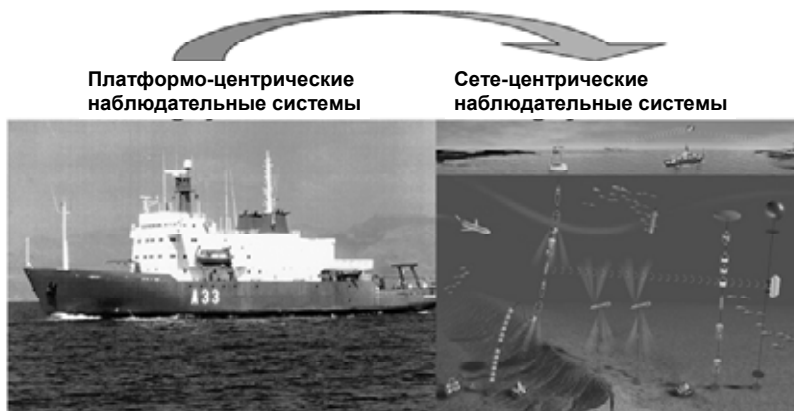 Платформо-центрические
наблюдательные системы
Сете-центрические
наблюдательные системы
A33